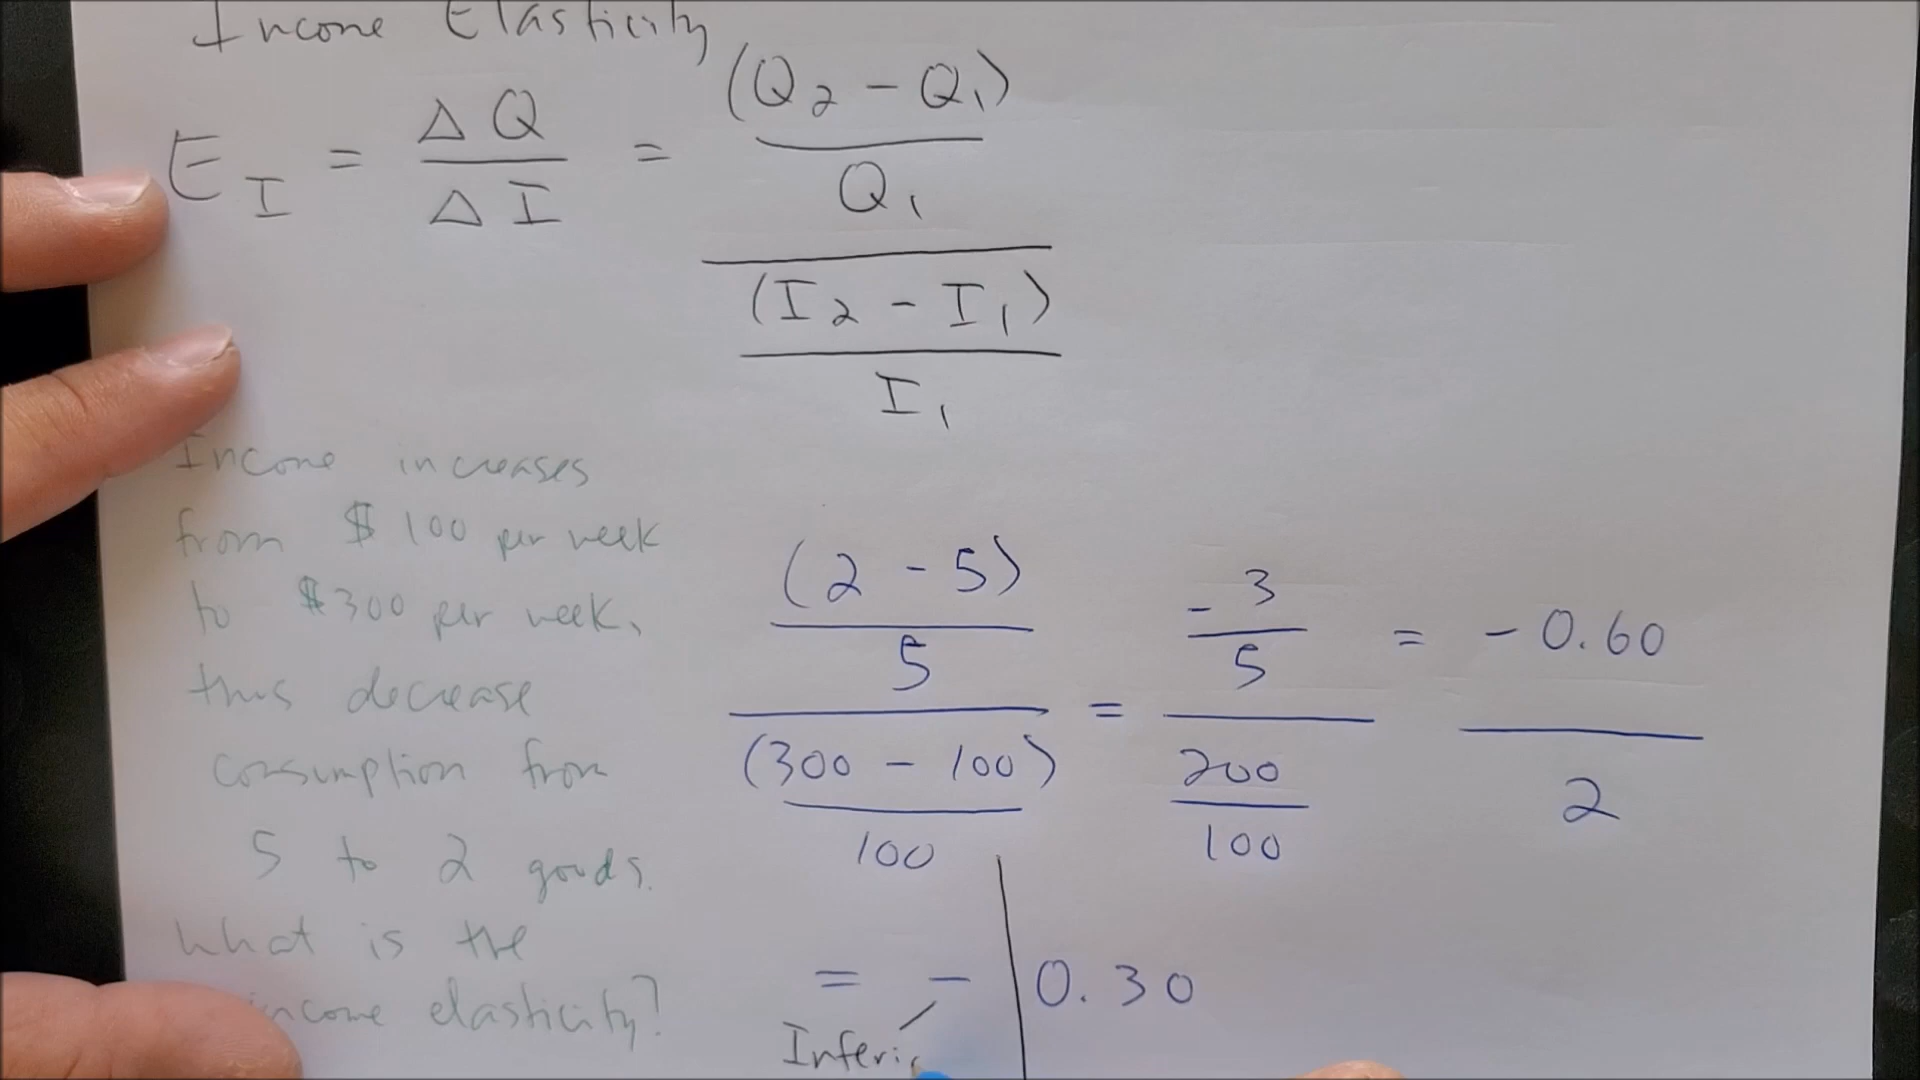 Income Elasticity
E_I = ΔQ / ΔI = ((Q₂ - Q₁) / Q₁) / ((I₂ - I₁) / I₁)
Income increases
from $100 per week
to $300 per week,
thus decrease
consumption from
5 to 2 goods.
What is the
income elasticity?
((2 - 5) / 5) / ((300 - 100) / 100) = (-3 / 5) / (200 / 100) = -0.60 / 2
= - | 0.30
Inferio